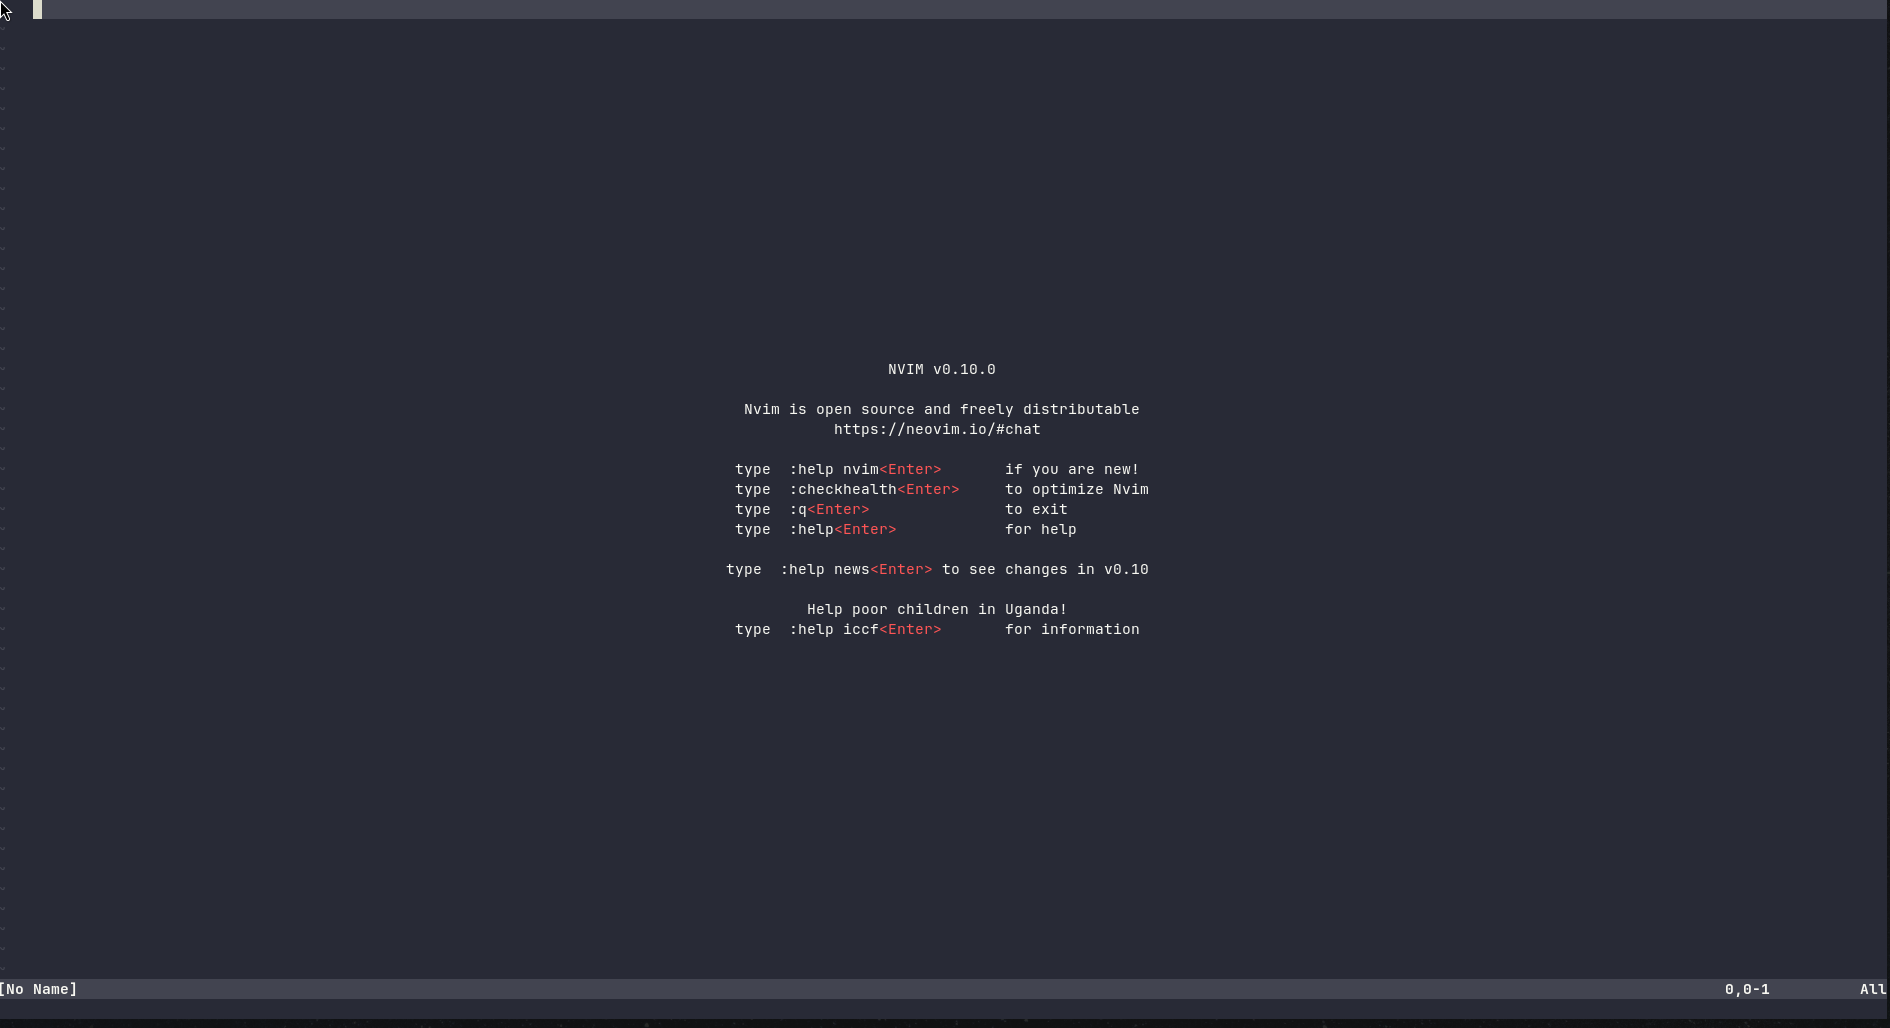 NVIM v0.10.0
Nvim is open source and freely distributable
https://neovim.io/#chat
type  :help nvim<Enter>       if you are new!
type  :checkhealth<Enter>     to optimize Nvim
type  :q<Enter>               to exit
type  :help<Enter>            for help
type  :help news<Enter> to see changes in v0.10
Help poor children in Uganda!
type  :help iccf<Enter>       for information
[No Name]                     0,0-1          All